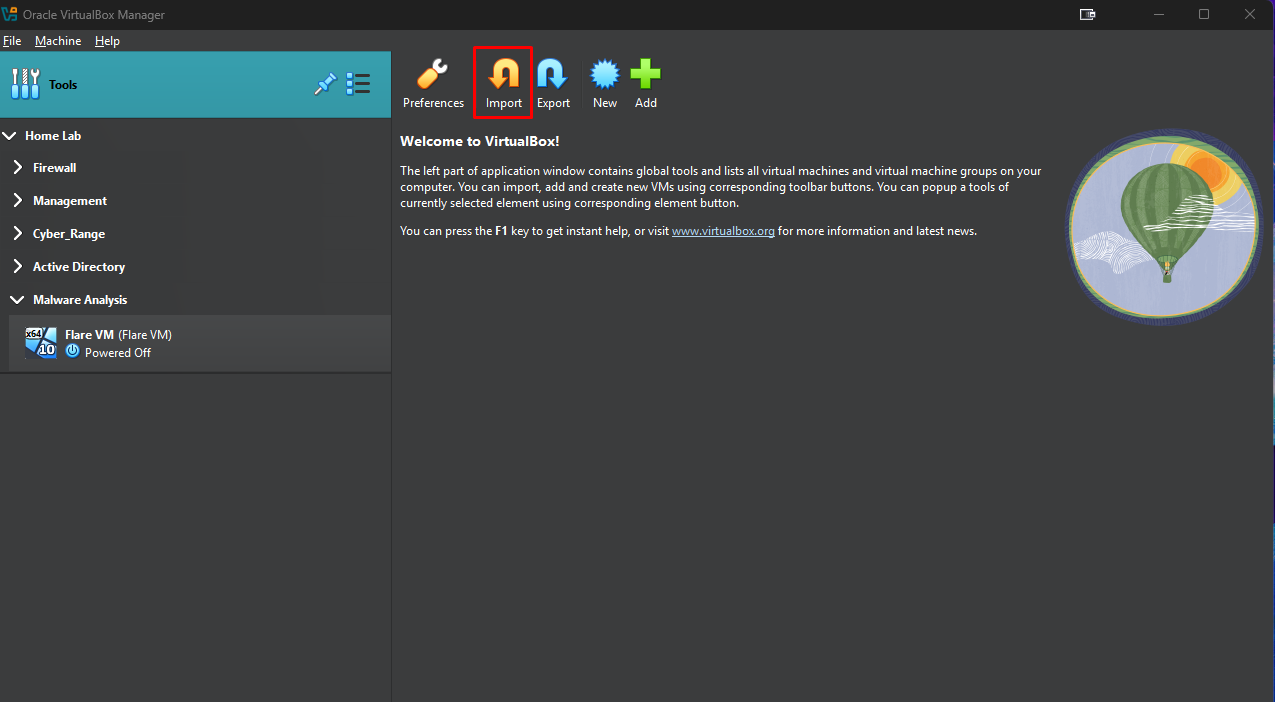 Oracle VirtualBox Manager
File Machine Help
Tools
Preferences Import Export New Add
Home Lab
Firewall
Management
Cyber_Range
Active Directory
Malware Analysis
x64
10
Flare VM (Flare VM)
Powered Off
Welcome to VirtualBox!
The left part of application window contains global tools and lists all virtual machines and virtual machine groups on your
computer. You can import, add and create new VMs using corresponding toolbar buttons. You can popup a tools of
currently selected element using corresponding element button.
You can press the F1 key to get instant help, or visit www.virtualbox.org for more information and latest news.